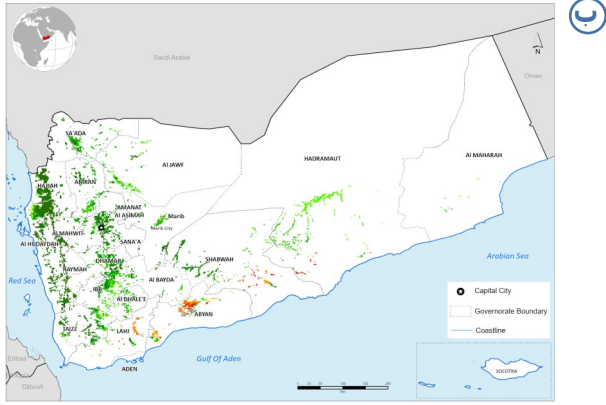 Saudi Arabia
N
Oman
SA'ADA
Al JAWF
HADRAMAUT
Al MAHARAH
HAJJAH
AMRAN
AMANAT
Al ASIMAH
Marib
Marib City
Al MAHWIT
SANA'A
Al HUDAYDAH
DHAMAR
SHABWAH
RAYMAH
Al BAYDA
Arabian Sea
Red Sea
IBB
Al DHALE'E
ABYAN
TAIZZ
LAHJ
ADEN
Gulf Of Aden
Eritrea
Djibouti
Capital City
Governorate Boundary
Coastline
SOCOTRA